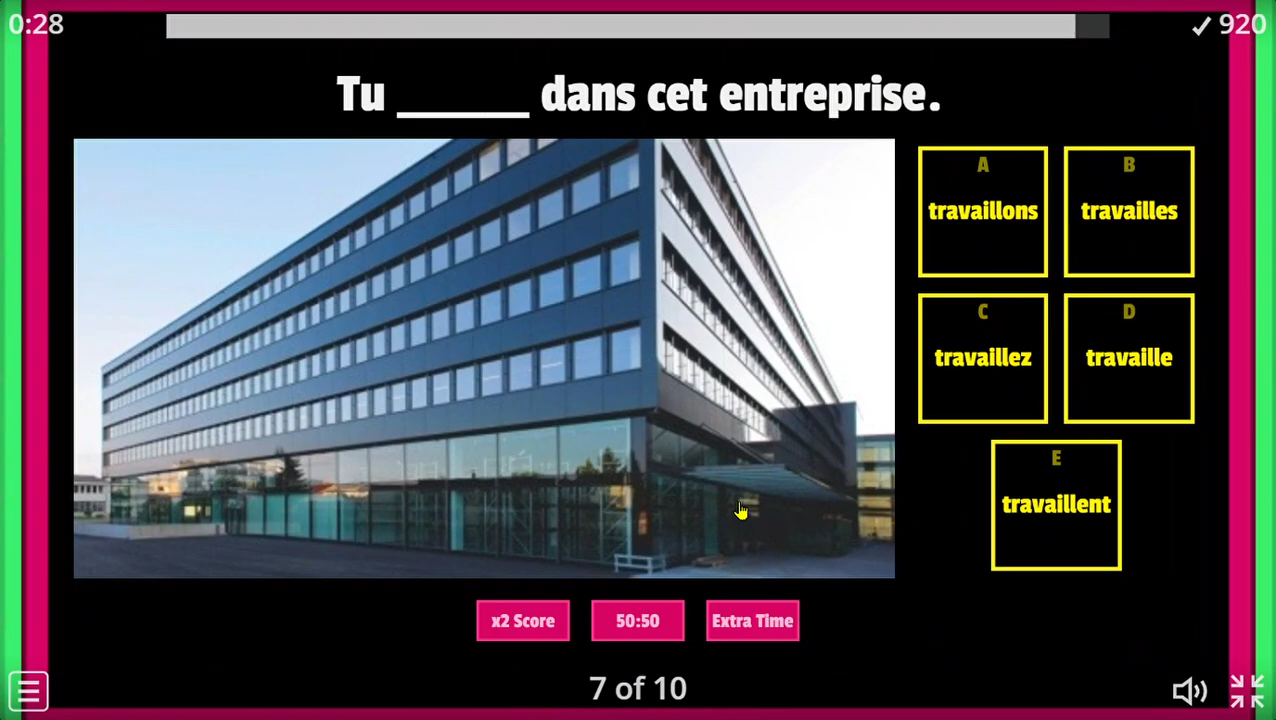 0:28
✓ 920
Tu ______ dans cet entreprise.
A
travaillons
B
travailles
C
travaillez
D
travaille
E
travaillent
x2 Score
50:50
Extra Time
7 of 10